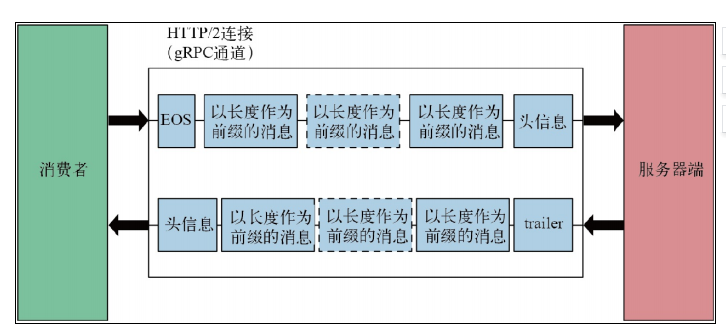 HTTP/2连接
（gRPC通道）
消费者
EOS
以长度作为
前缀的消息
以长度作为
前缀的消息
以长度作为
前缀的消息
头信息
服务器端
头信息
以长度作为
前缀的消息
以长度作为
前缀的消息
以长度作为
前缀的消息
trailer